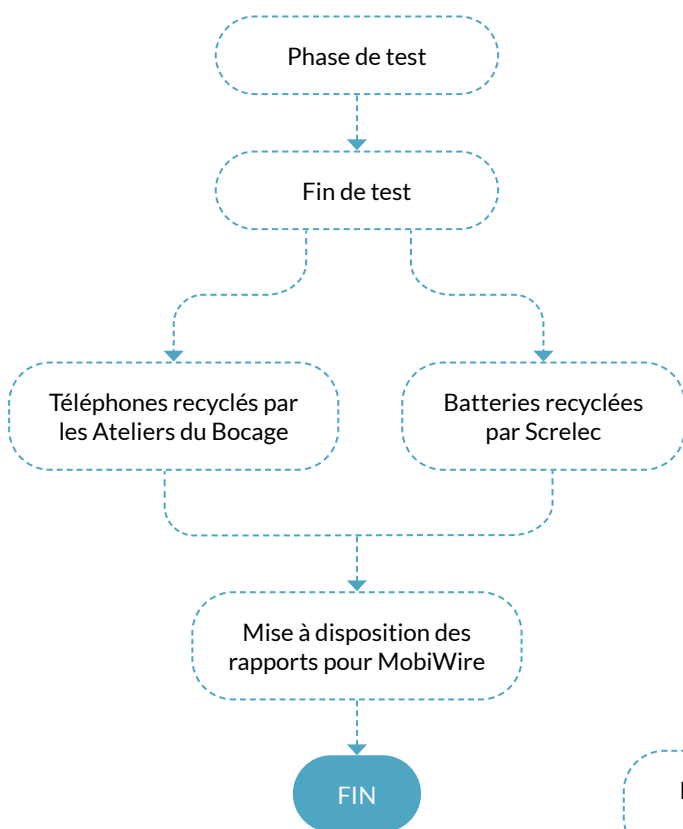 Phase de test
Fin de test
Téléphones recyclés par
les Ateliers du Bocage
Batteries recyclées
par Screlec
Mise à disposition des
rapports pour MobiWire
FIN